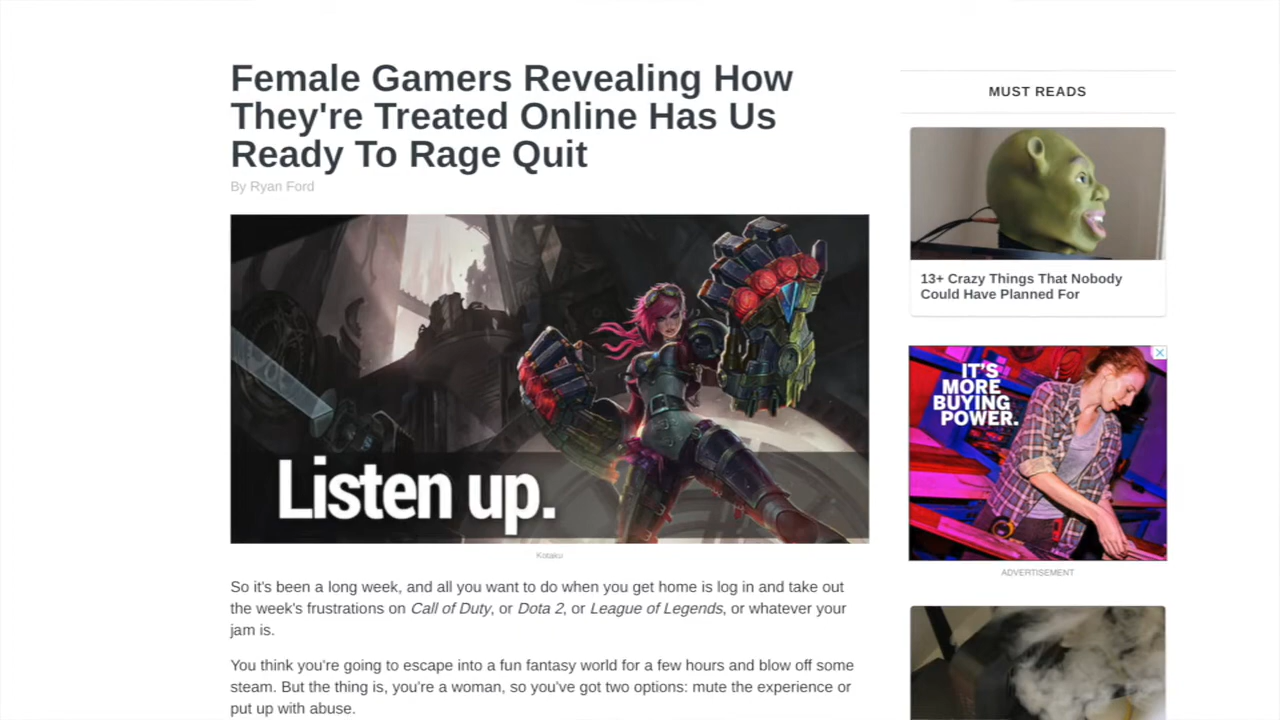 Female Gamers Revealing How
They're Treated Online Has Us
Ready To Rage Quit
By Ryan Ford
Listen up.
Kotaku
So it's been a long week, and all you want to do when you get home is log in and take out
the week's frustrations on Call of Duty, or Dota 2, or League of Legends, or whatever your
jam is.
You think you're going to escape into a fun fantasy world for a few hours and blow off some
steam. But the thing is, you're a woman, so you've got two options: mute the experience or
put up with abuse.
MUST READS
13+ Crazy Things That Nobody
Could Have Planned For
IT'S
MORE
BUYING
POWER.
ADVERTISEMENT